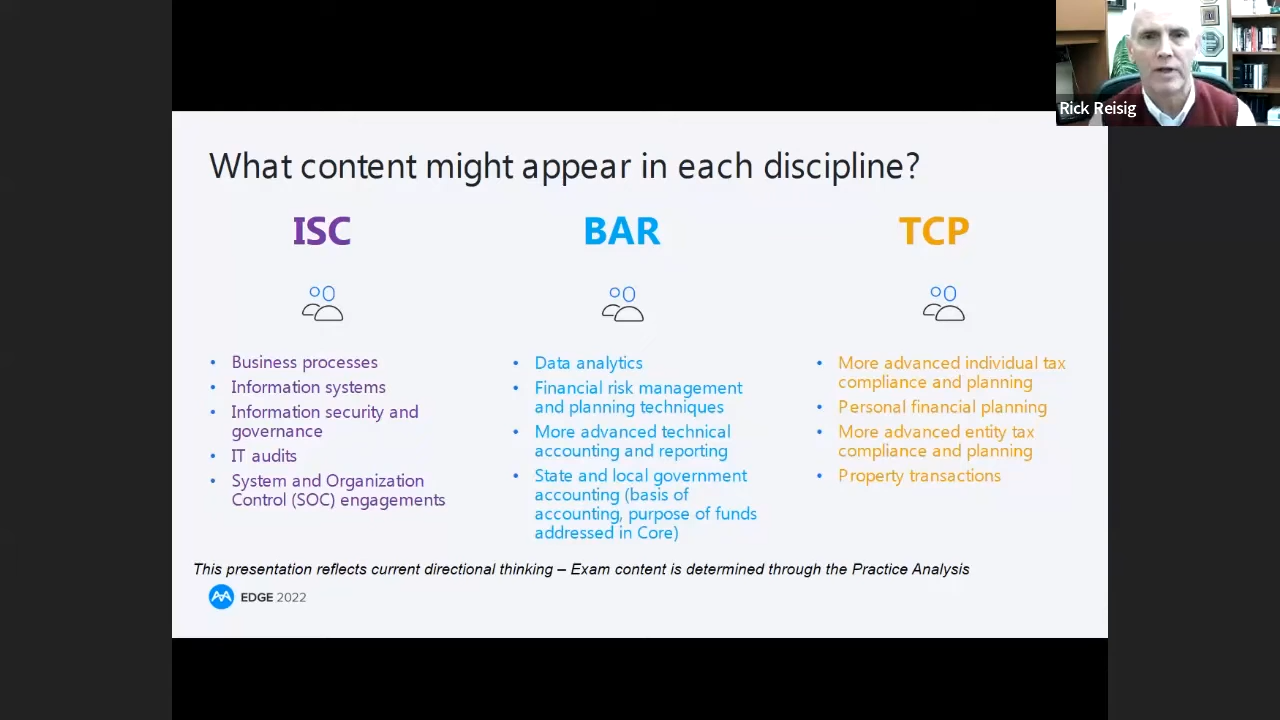 Rick Reisig
What content might appear in each discipline?
ISC
• Business processes
• Information systems
• Information security and
governance
• IT audits
• System and Organization
Control (SOC) engagements
BAR
• Data analytics
• Financial risk management
and planning techniques
• More advanced technical
accounting and reporting
• State and local government
accounting (basis of
accounting, purpose of funds
addressed in Core)
TCP
• More advanced individual tax
compliance and planning
• Personal financial planning
• More advanced entity tax
compliance and planning
• Property transactions
This presentation reflects current directional thinking – Exam content is determined through the Practice Analysis
EDGE 2022